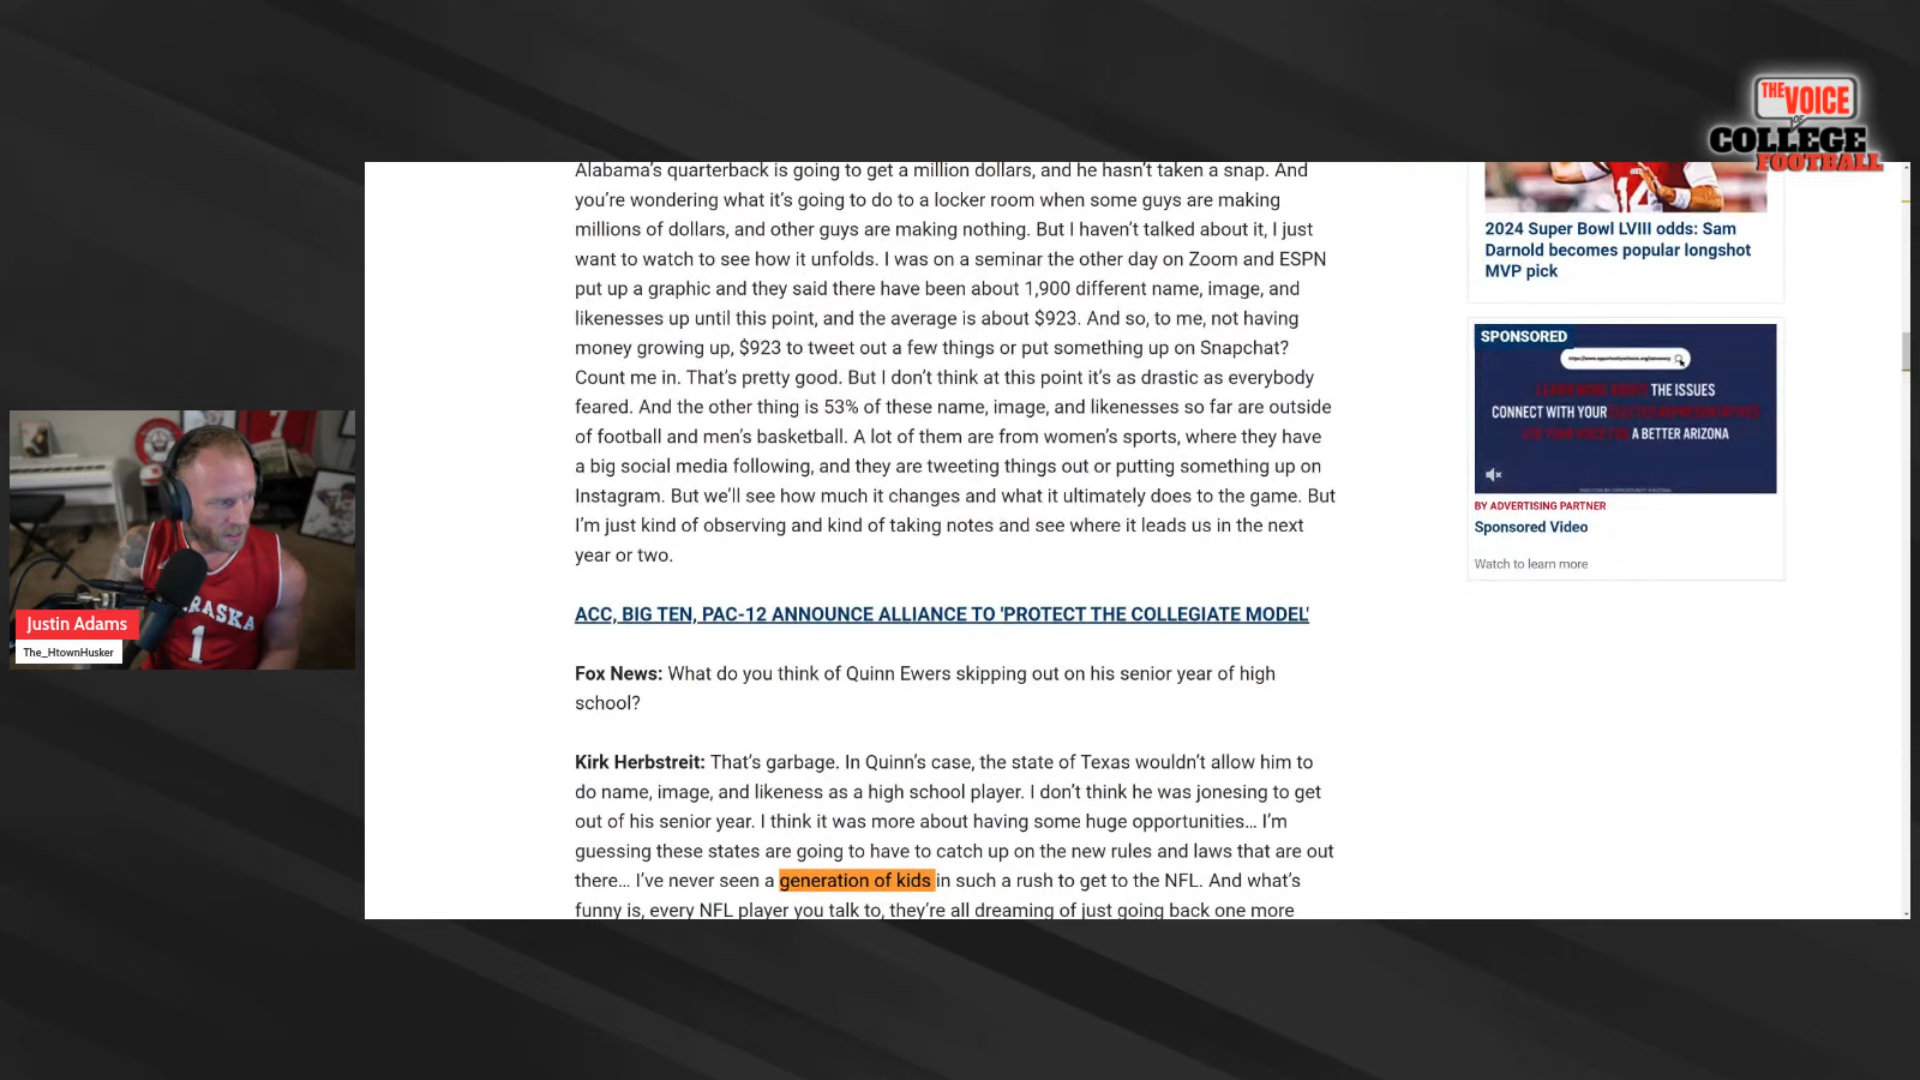 THE VOICE
OF
COLLEGE
FOOTBALL
Alabama's quarterback is going to get a million dollars, and he hasn't taken a snap. And
you're wondering what it's going to do to a locker room when some guys are making
millions of dollars, and other guys are making nothing. But I haven't talked about it, I just
want to watch to see how it unfolds. I was on a seminar the other day on Zoom and ESPN
put up a graphic and they said there have been about 1,900 different name, image, and
likenesses up until this point, and the average is about $923. And so, to me, not having
money growing up, $923 to tweet out a few things or put something up on Snapchat?
Count me in. That's pretty good. But I don't think at this point it's as drastic as everybody
feared. And the other thing is 53% of these name, image, and likenesses so far are outside
of football and men's basketball. A lot of them are from women's sports, where they have
a big social media following, and they are tweeting things out or putting something up on
Instagram. But we'll see how much it changes and what it ultimately does to the game. But
I'm just kind of observing and kind of taking notes and see where it leads us in the next
year or two.
ACC, BIG TEN, PAC-12 ANNOUNCE ALLIANCE TO 'PROTECT THE COLLEGIATE MODEL'
Fox News: What do you think of Quinn Ewers skipping out on his senior year of high
school?
Kirk Herbstreit: That's garbage. In Quinn's case, the state of Texas wouldn't allow him to
do name, image, and likeness as a high school player. I don't think he was jonesing to get
out of his senior year. I think it was more about having some huge opportunities... I'm
guessing these states are going to have to catch up on the new rules and laws that are out
there... I've never seen a generation of kids in such a rush to get to the NFL. And what's
funny is, every NFL player you talk to, they're all dreaming of just going back one more
14
2024 Super Bowl LVIII odds: Sam
Darnold becomes popular longshot
MVP pick
SPONSORED
LEARN MORE ABOUT THE ISSUES
CONNECT WITH YOUR ELECTED REPRESENTATIVES
USE YOUR VOICE FOR A BETTER ARIZONA
BY ADVERTISING PARTNER
Sponsored Video
Watch to learn more
7
RASKA
1
Justin Adams
The_HtownHusker